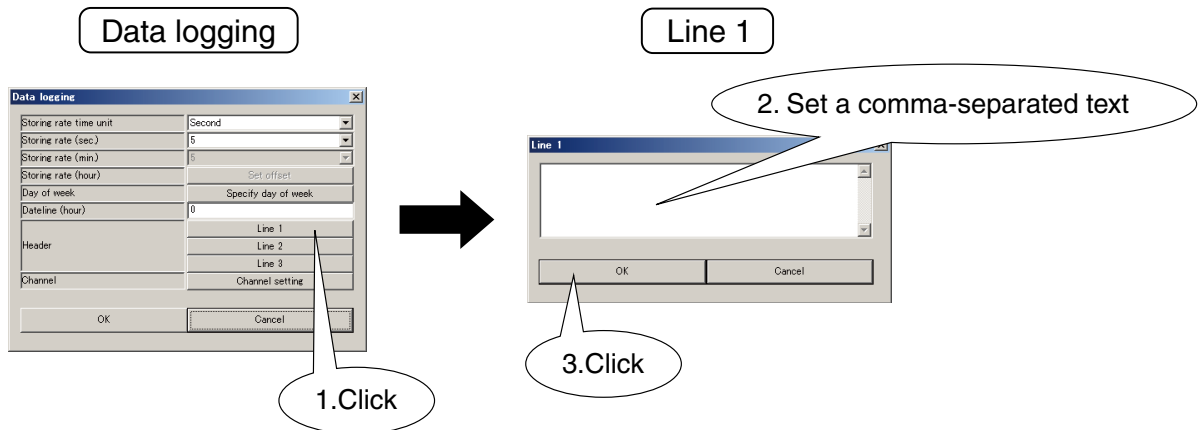 Data logging
Data logging
Storing rate time unit Second
Storing rate (sec.) 5
Storing rate (min.) 5
Storing rate (hour) Set offset
Day of week Specify day of week
Dateline (hour) 0
Header
Line 1
Line 2
Line 3
Channel Channel setting
OK Cancel
1.Click
Line 1
2. Set a comma-separated text
Line 1
OK Cancel
3.Click